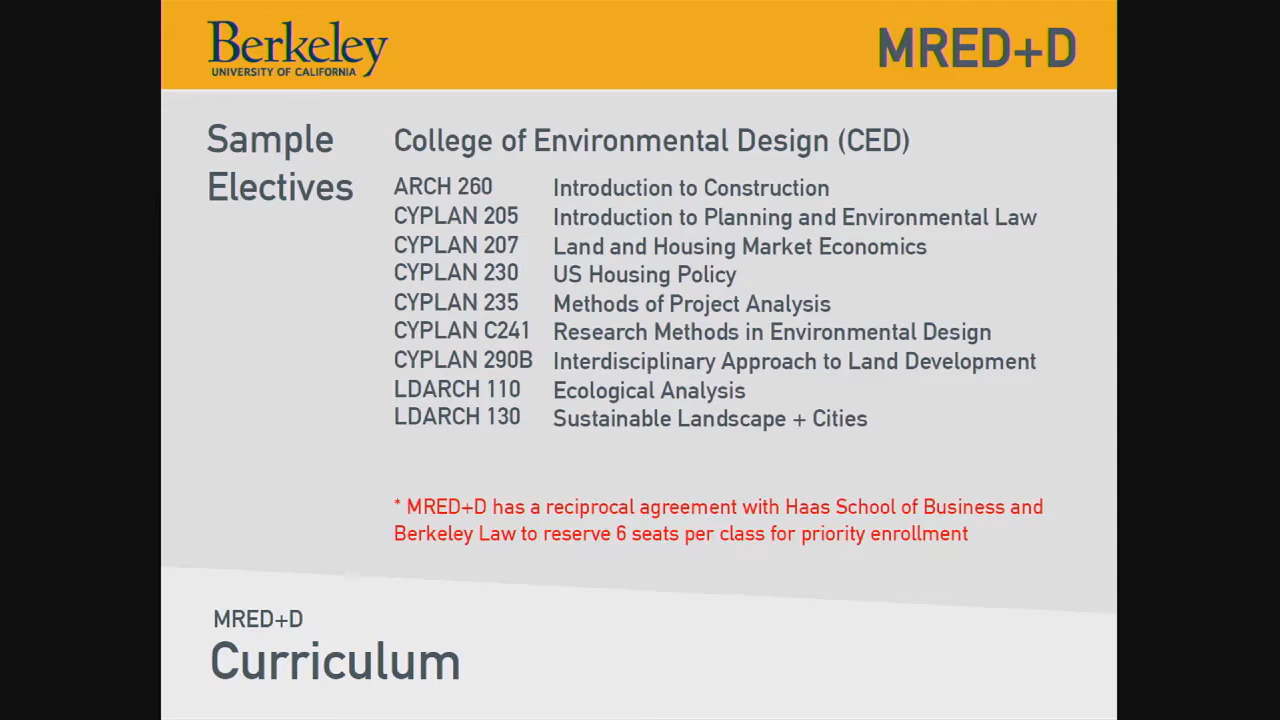 Berkeley
UNIVERSITY OF CALIFORNIA
MRED+D
Sample
Electives
College of Environmental Design (CED)
ARCH 260 Introduction to Construction
CYPLAN 205 Introduction to Planning and Environmental Law
CYPLAN 207 Land and Housing Market Economics
CYPLAN 230 US Housing Policy
CYPLAN 235 Methods of Project Analysis
CYPLAN C241 Research Methods in Environmental Design
CYPLAN 290B Interdisciplinary Approach to Land Development
LDARCH 110 Ecological Analysis
LDARCH 130 Sustainable Landscape + Cities
* MRED+D has a reciprocal agreement with Haas School of Business and
Berkeley Law to reserve 6 seats per class for priority enrollment
MRED+D
Curriculum